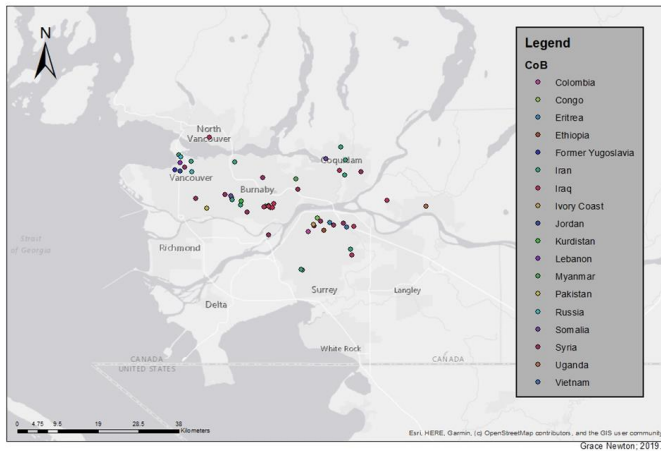 N
Legend
CoB
Colombia
Congo
Eritrea
Ethiopia
Former Yugoslavia
Iran
Iraq
Ivory Coast
Jordan
Kurdistan
Lebanon
Myanmar
Pakistan
Russia
Somalia
Syria
Uganda
Vietnam
North
Vancouver
Coquitlam
Vancouver
Burnaby
Strait
of Georgia
Richmond
Surrey
Langley
Delta
White Rock
CANADA
UNITED STATES
CANADA
0 4.75 9.5 19 28.5 38
Kilometers
Esri, HERE, Garmin, (c) OpenStreetMap contributors, and the GIS user community
Grace Newton; 2019.